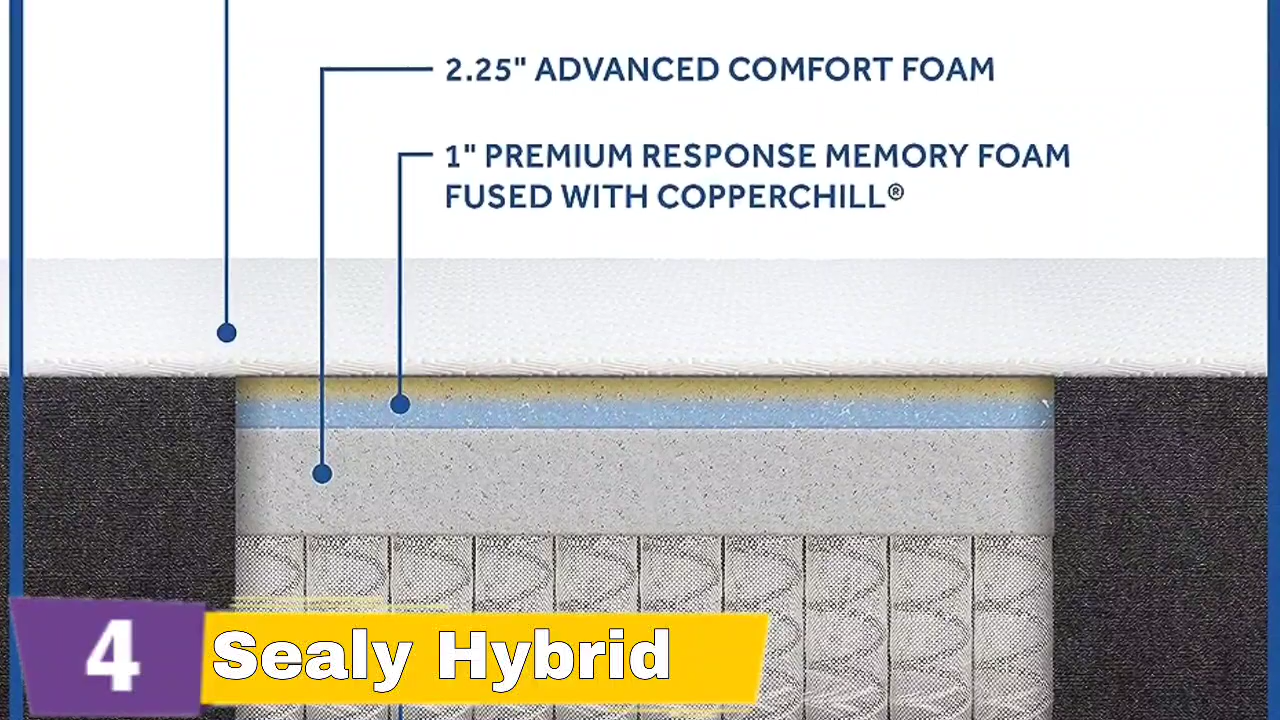 2.25" ADVANCED COMFORT FOAM
1" PREMIUM RESPONSE MEMORY FOAM
FUSED WITH COPPERCHILL®
4
Sealy Hybrid